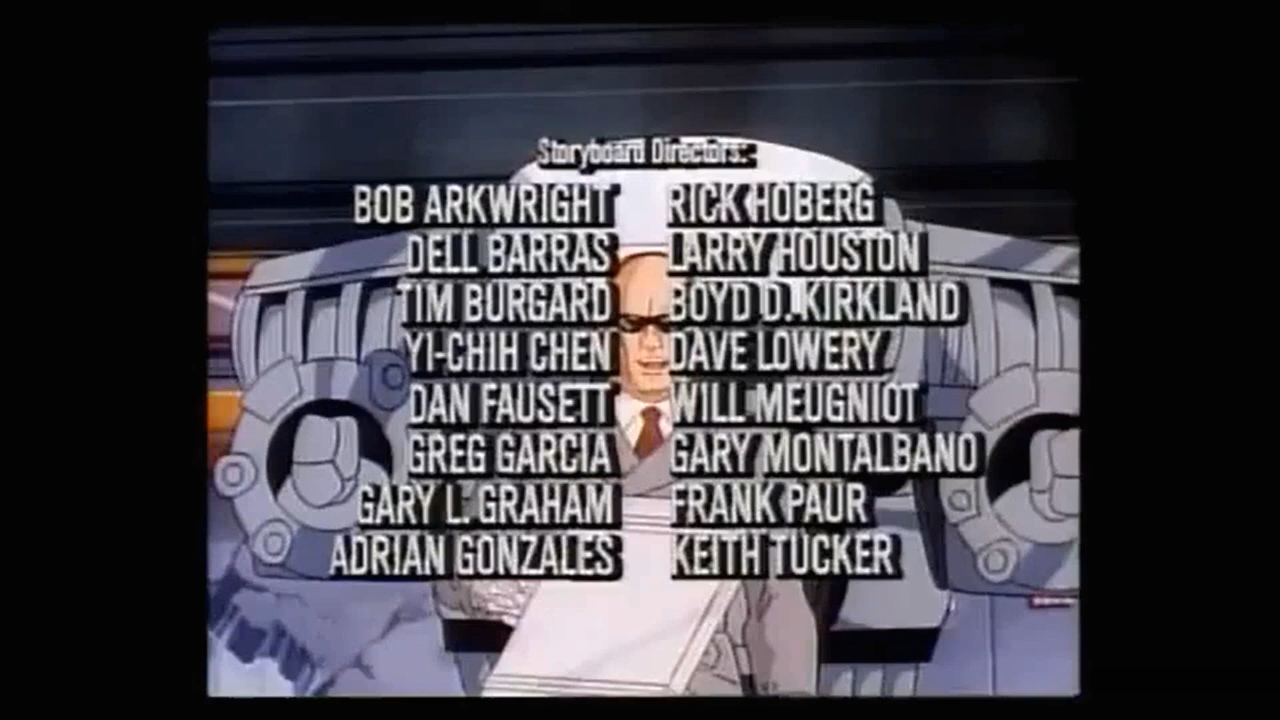 Storyboard Directors:
BOB ARKWRIGHT RICK HOBERG
DELL BARRAS LARRY HOUSTON
TIM BURGARD BOYD D. KIRKLAND
YI-CHIH CHEN DAVE LOWERY
DAN FAUSETT WILL MEUGNIOT
GREG GARCIA GARY MONTALBANO
GARY L. GRAHAM FRANK PAUR
ADRIAN GONZALES KEITH TUCKER